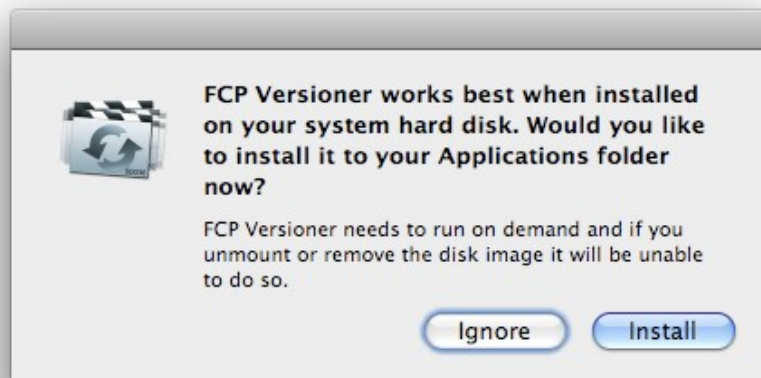 FCP Versioner works best when installed
on your system hard disk. Would you like
to install it to your Applications folder
now?
FCP Versioner needs to run on demand and if you
unmount or remove the disk image it will be unable
to do so.
Ignore
Install